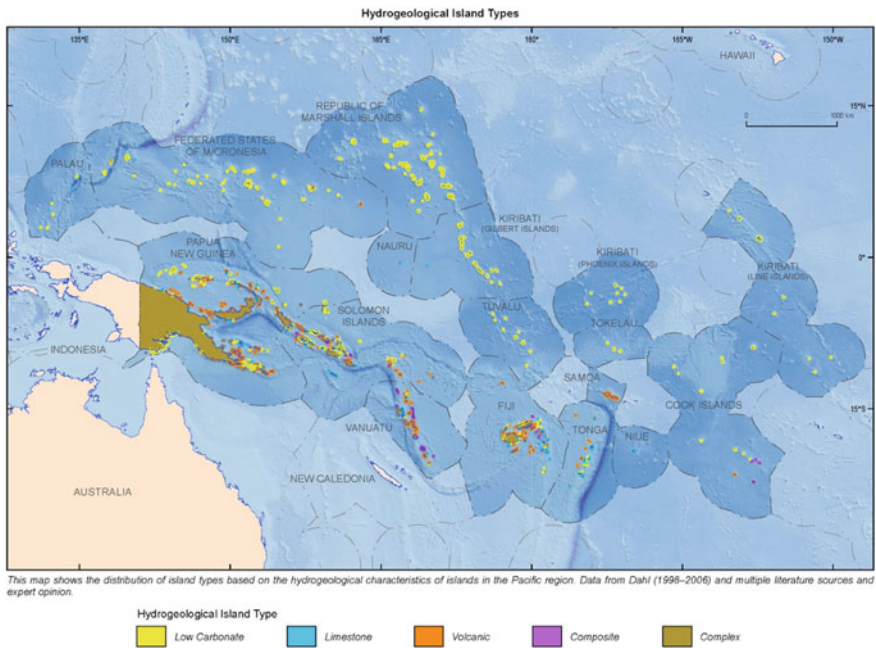 Hydrogeological Island Types
135°E 150°E 165°E 180° 165°W 150°W
HAWAII
15°N
REPUBLIC OF
MARSHALL ISLANDS
1000 km
0
FEDERATED STATES
OF MICRONESIA
PALAU
KIRIBATI
(GILBERT ISLANDS)
PAPUA
NEW GUINEA
NAURU
KIRIBATI
(PHOENIX ISLANDS)
0°
KIRIBATI
(LINE ISLANDS)
SOLOMON
ISLANDS
TUVALU
TOKELAU
INDONESIA
SAMOA
FIJI
COOK ISLANDS
15°S
VANUATU
TONGA
NIUE
NEW CALEDONIA
AUSTRALIA
This map shows the distribution of island types based on the hydrogeological characteristics of islands in the Pacific region. Data from Dahl (1998–2006) and multiple literature sources and
expert opinion.
Hydrogeological Island Type
Low Carbonate Limestone Volcanic Composite Complex